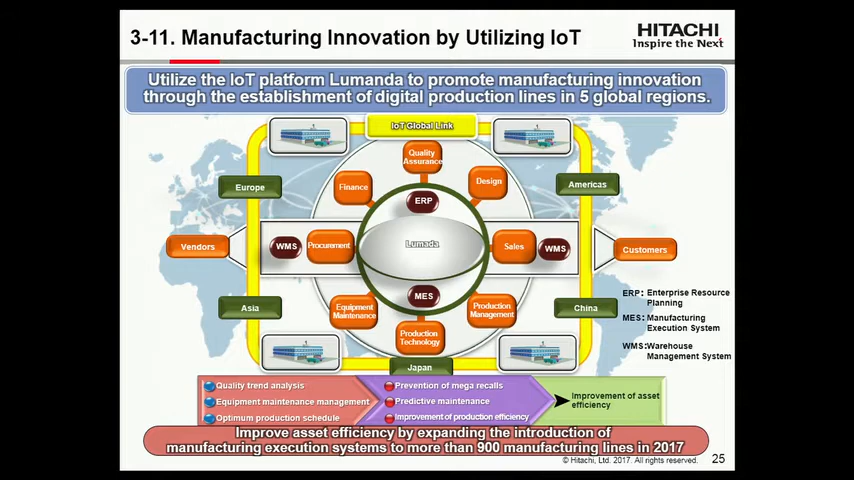 3-11. Manufacturing Innovation by Utilizing IoT
HITACHI
Inspire the Next
Utilize the IoT platform Lumanda to promote manufacturing innovation
through the establishment of digital production lines in 5 global regions.
IoT Global Link
Quality
Assurance
Finance
Design
Europe
Americas
ERP
Vendors
WMS
Procurement
Lumada
Sales
WMS
Customers
MES
Equipment
Maintenance
Production
Management
Asia
China
Production
Technology
Japan
ERP: Enterprise Resource
Planning
MES: Manufacturing
Execution System
WMS:Warehouse
Management System
Quality trend analysis
Equipment maintenance management
Optimum production schedule
Prevention of mega recalls
Predictive maintenance
Improvement of production efficiency
Improvement of asset
efficiency
Improve asset efficiency by expanding the introduction of
manufacturing execution systems to more than 900 manufacturing lines in 2017
© Hitachi, Ltd. 2017. All rights reserved.
25